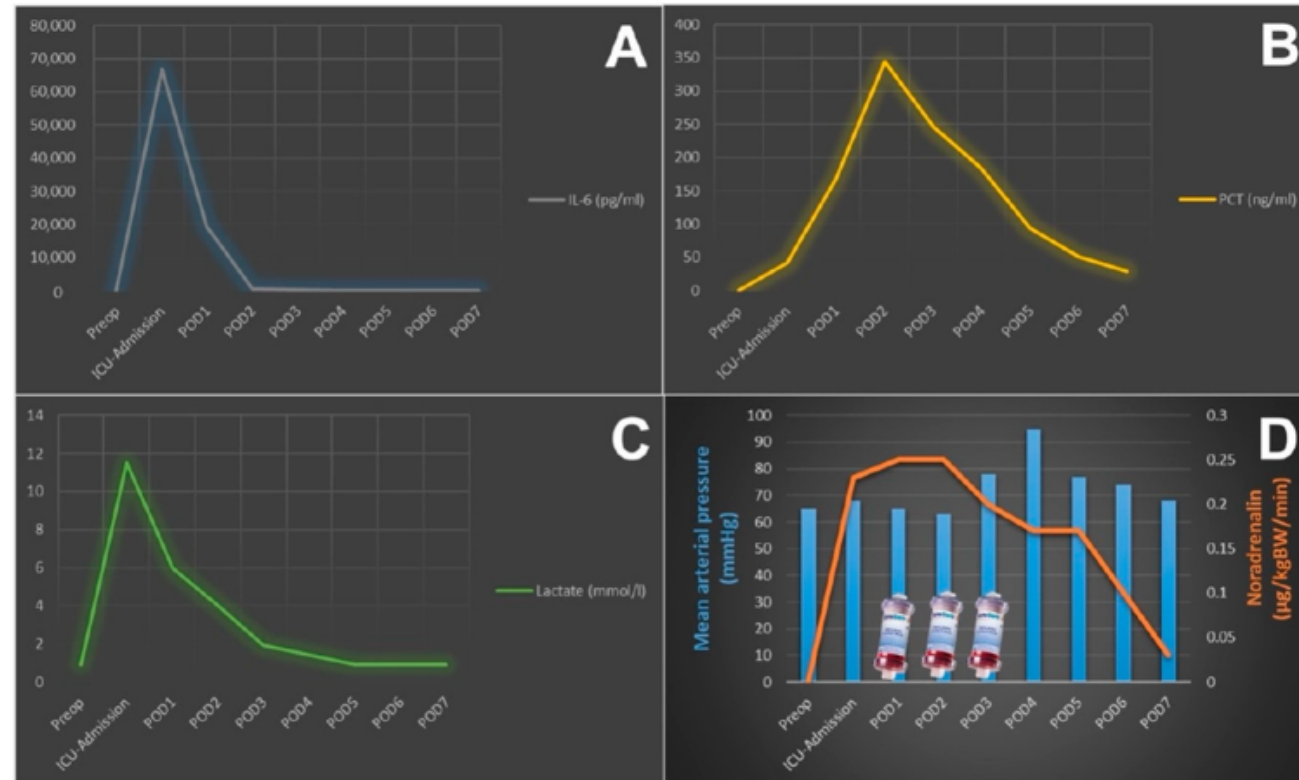 A
80,000
70,000
60,000
50,000
40,000
30,000
20,000
10,000
0
Preop
ICU-Admission
POD1
POD2
POD3
POD4
POD5
POD6
POD7
IL-6 (pg/ml)
B
400
350
300
250
200
150
100
50
0
Preop
ICU-Admission
POD1
POD2
POD3
POD4
POD5
POD6
POD7
PCT (ng/ml)
C
14
12
10
8
6
4
2
0
Preop
ICU-Admission
POD1
POD2
POD3
POD4
POD5
POD6
POD7
Lactate (mmol/l)
D
Mean arterial pressure
(mmHg)
100
90
80
70
60
50
40
30
20
10
0
Preop
ICU-Admission
POD1
POD2
POD3
POD4
POD5
POD6
POD7
0.3
0.25
0.2
0.15
0.1
0.05
0
Noradrenalin
(μg/kgBW/min)